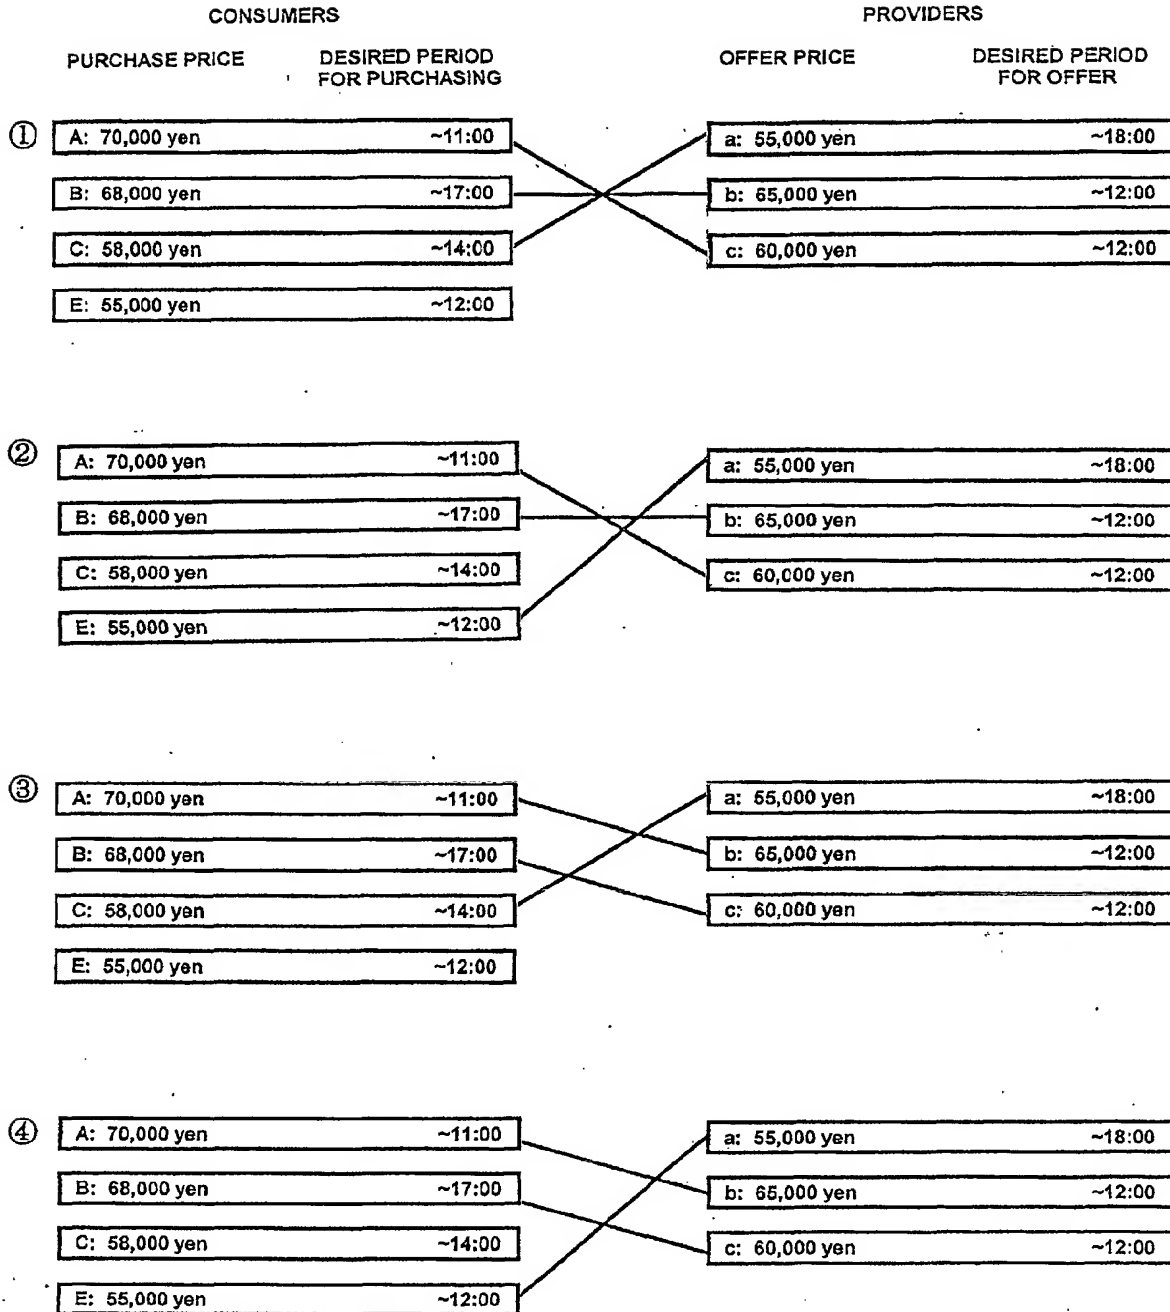 CONSUMERS PROVIDERS
PURCHASE PRICE DESIRED PERIOD FOR PURCHASING OFFER PRICE DESIRED PERIOD FOR OFFER
①
A: 70,000 yen ~11:00 a: 55,000 yen ~18:00
B: 68,000 yen ~17:00 b: 65,000 yen ~12:00
C: 58,000 yen ~14:00 c: 60,000 yen ~12:00
E: 55,000 yen ~12:00
②
A: 70,000 yen ~11:00 a: 55,000 yen ~18:00
B: 68,000 yen ~17:00 b: 65,000 yen ~12:00
C: 58,000 yen ~14:00 c: 60,000 yen ~12:00
E: 55,000 yen ~12:00
③
A: 70,000 yen ~11:00 a: 55,000 yen ~18:00
B: 68,000 yen ~17:00 b: 65,000 yen ~12:00
C: 58,000 yen ~14:00 c: 60,000 yen ~12:00
E: 55,000 yen ~12:00
④
A: 70,000 yen ~11:00 a: 55,000 yen ~18:00
B: 68,000 yen ~17:00 b: 65,000 yen ~12:00
C: 58,000 yen ~14:00 c: 60,000 yen ~12:00
E: 55,000 yen ~12:00